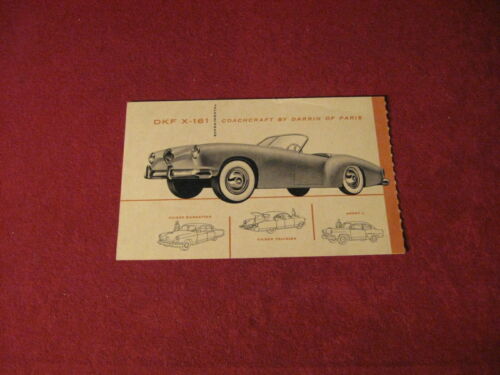 DKF X-161 COACHCRAFT BY DARRIN OF PARIS
KAISER MANHATTAN
KAISER TRAVELER
HENRY J